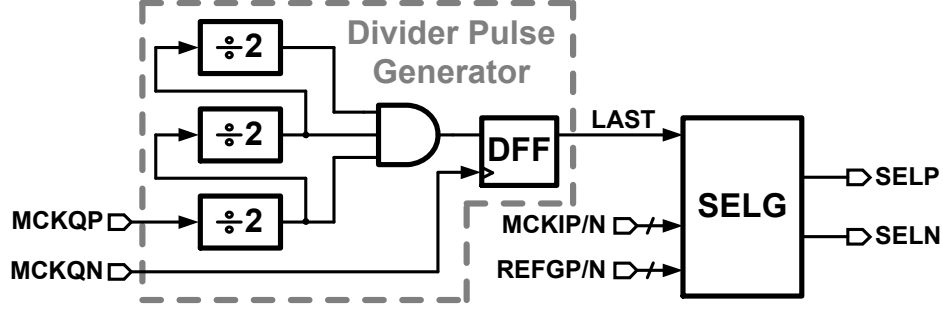 Divider Pulse
Generator
÷2
÷2
÷2
DFF
LAST
SELG
SELP
SELN
MCKQP
MCKQN
MCKIP/N
REFGP/N